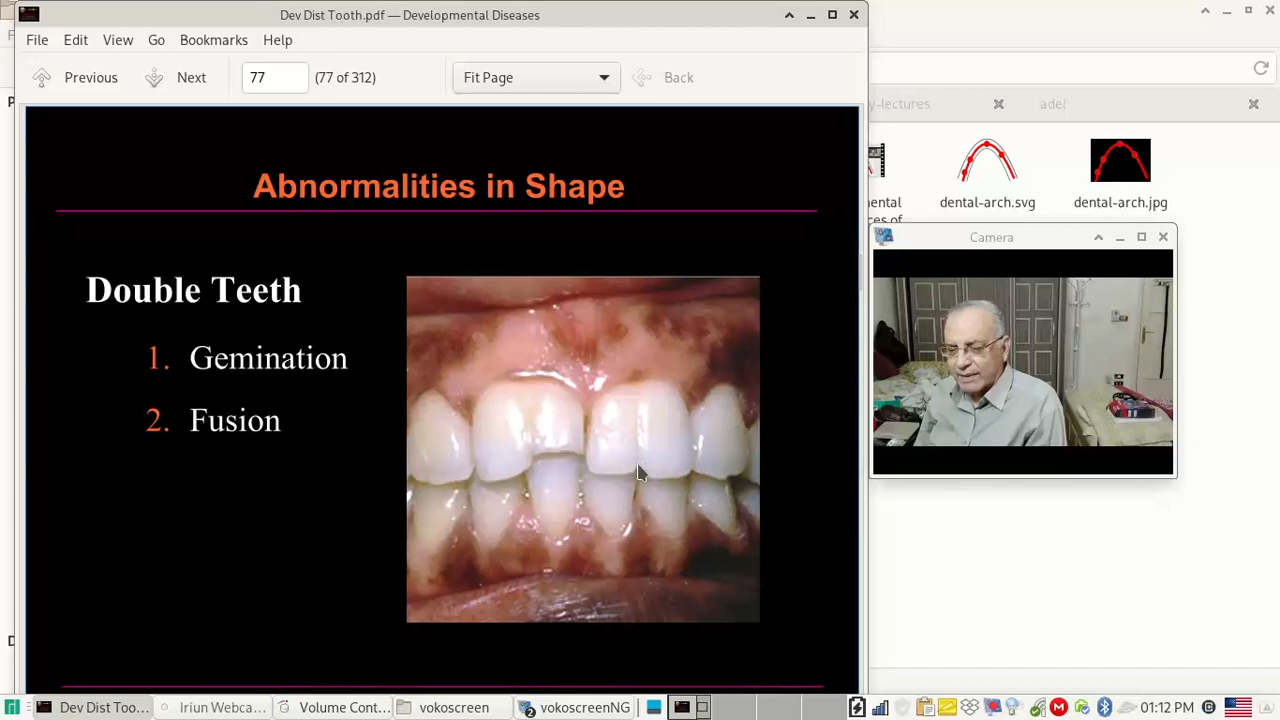 Dev Dist Tooth.pdf — Developmental Diseases
File Edit View Go Bookmarks Help
Previous Next 77 (77 of 312) Fit Page Back
Abnormalities in Shape
Double Teeth
1. Gemination
2. Fusion
y-lectures
dental-arch.svg dental-arch.jpg
Camera
Dev Dist Too... Iriun Webca... Volume Cont... vokoscreen 2 vokoscreenNG 01:12 PM